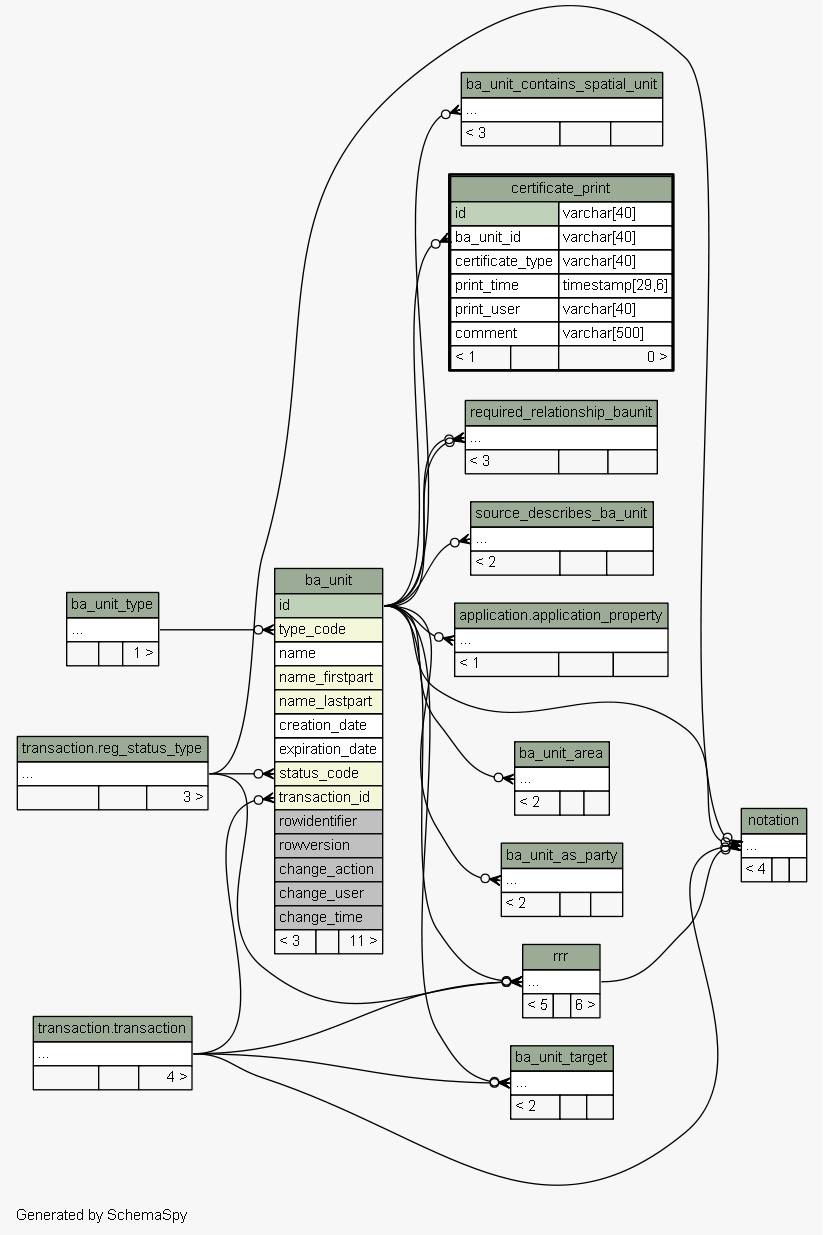 ba_unit_contains_spatial_unit
...
< 3
certificate_print
id varchar[40]
ba_unit_id varchar[40]
certificate_type varchar[40]
print_time timestamp[29,6]
print_user varchar[40]
comment varchar[500]
< 1 0 >
required_relationship_baunit
...
< 3
source_describes_ba_unit
...
< 2
ba_unit
id
type_code
name
name_firstpart
name_lastpart
creation_date
expiration_date
status_code
transaction_id
rowidentifier
rowversion
change_action
change_user
change_time
< 3 11 >
ba_unit_type
...
1 >
application.application_property
...
< 1
transaction.reg_status_type
...
3 >
ba_unit_area
...
< 2
notation
...
< 4
ba_unit_as_party
...
< 2
rrr
...
< 5 6 >
transaction.transaction
...
4 >
ba_unit_target
...
< 2
Generated by SchemaSpy